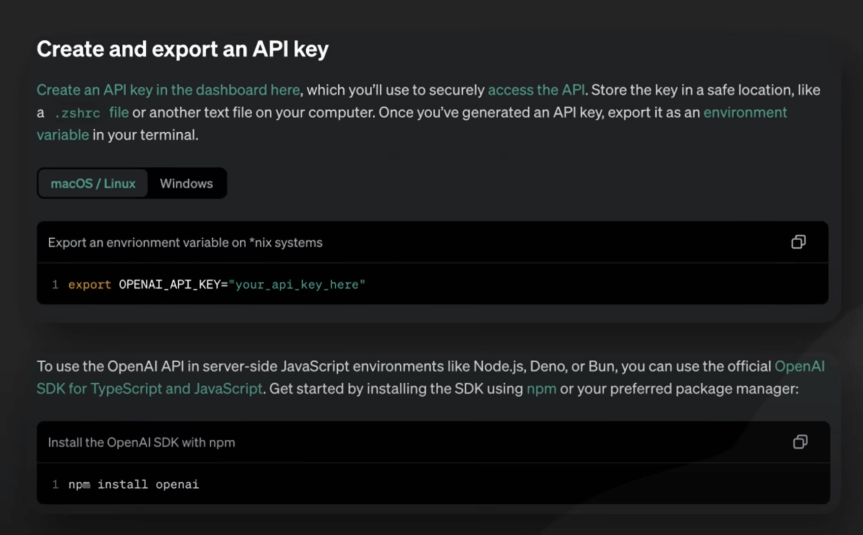 Create and export an API key
Create an API key in the dashboard here, which you'll use to securely access the API. Store the key in a safe location, like
a .zshrc file or another text file on your computer. Once you've generated an API key, export it as an environment
variable in your terminal.
macOS / Linux Windows
Export an envrionment variable on *nix systems
1 export OPENAI_API_KEY="your_api_key_here"
To use the OpenAI API in server-side JavaScript environments like Node.js, Deno, or Bun, you can use the official OpenAI
SDK for TypeScript and JavaScript. Get started by installing the SDK using npm or your preferred package manager:
Install the OpenAI SDK with npm
1 npm install openai